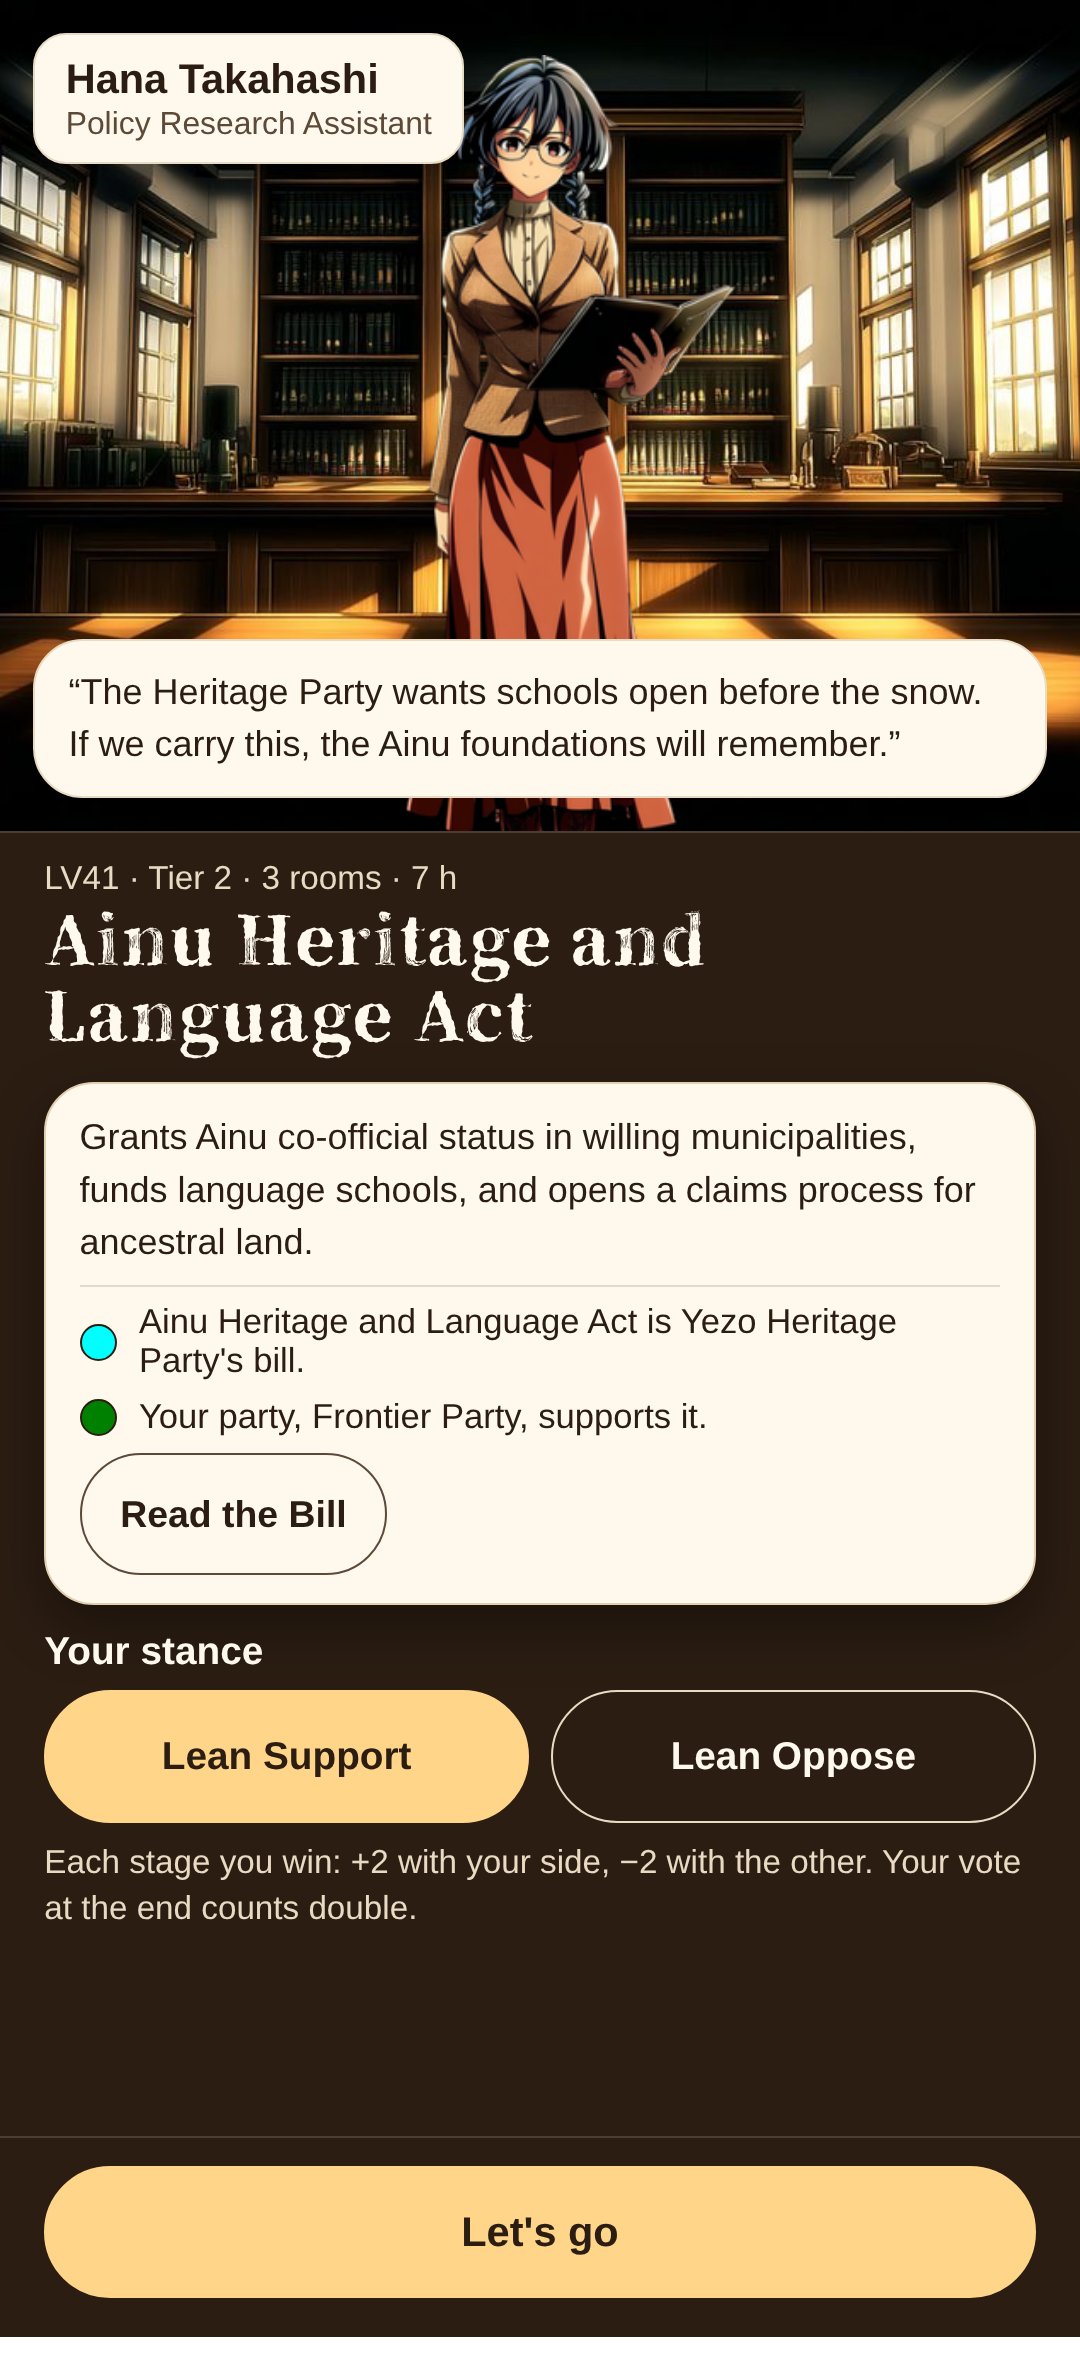 Hana Takahashi
Policy Research Assistant
“The Heritage Party wants schools open before the snow.
If we carry this, the Ainu foundations will remember.”
LV41 · Tier 2 · 3 rooms · 7 h
Ainu Heritage and
Language Act
Grants Ainu co-official status in willing municipalities,
funds language schools, and opens a claims process for
ancestral land.
Ainu Heritage and Language Act is Yezo Heritage
Party's bill.
Your party, Frontier Party, supports it.
Read the Bill
Your stance
Lean Support
Lean Oppose
Each stage you win: +2 with your side, −2 with the other. Your vote
at the end counts double.
Let's go